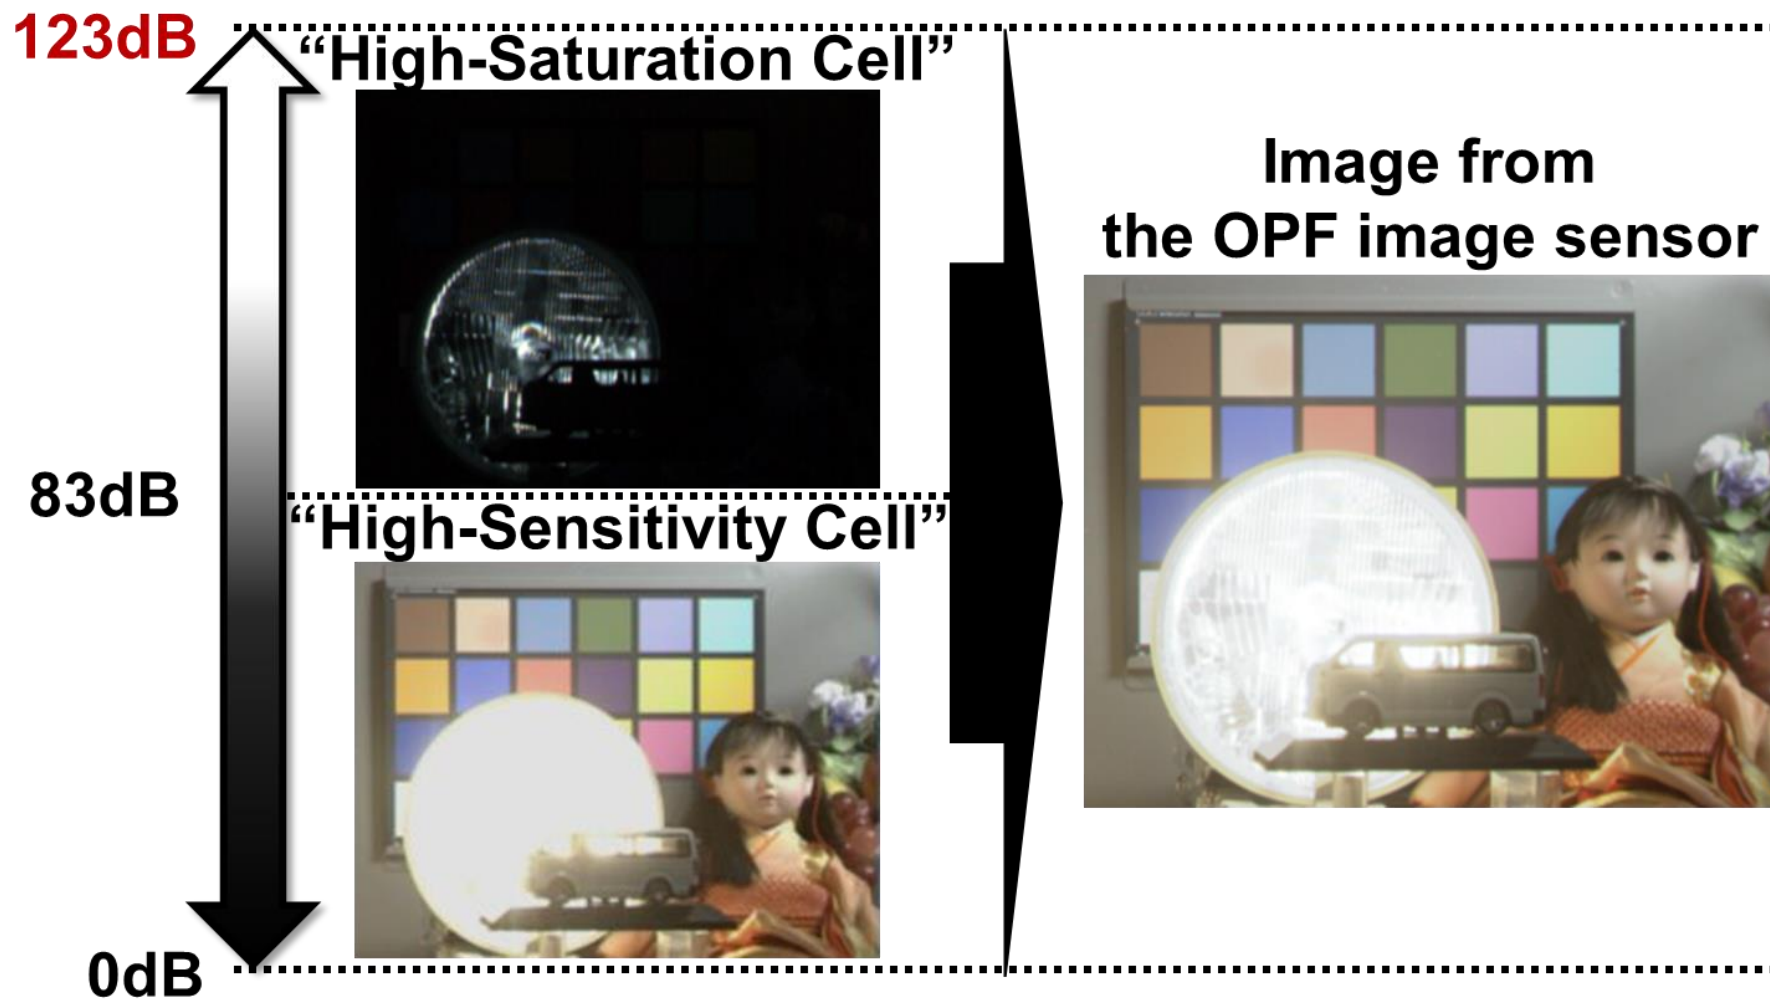 123dB
“High-Saturation Cell”
83dB
“High-Sensitivity Cell”
0dB
Image from
the OPF image sensor